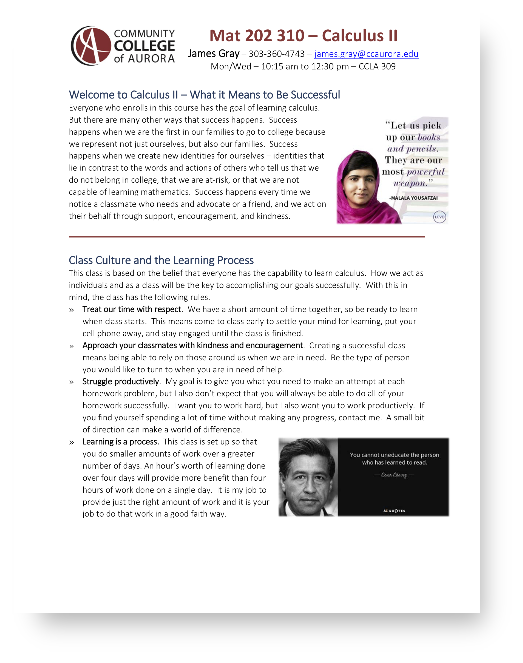 COMMUNITY
COLLEGE
of AURORA
Mat 202 310 – Calculus II
James Gray – 303-360-4743 – james.gray@ccaurora.edu
Mon/Wed – 10:15 am to 12:30 pm – CCLA 309
Welcome to Calculus II – What it Means to Be Successful
Everyone who enrolls in this course has the goal of learning calculus.
But there are many other ways that success happens. Success
happens when we are the first in our families to go to college because
we represent not just ourselves, but also our families. Success
happens when we create new identities for ourselves – identities that
lie in contrast to the words and actions of others who tell us that we
do not belong in college, that we are at-risk, or that we are not
capable of learning mathematics. Success happens every time we
notice a classmate who needs and advocate or a friend, and we act on
their behalf through support, encouragement, and kindness.
"Let us pick
up our books
and pencils.
They are our
most powerful
weapon."
-MALALA YOUSAFZAI
Class Culture and the Learning Process
This class is based on the belief that everyone has the capability to learn calculus. How we act as
individuals and as a class will be the key to accomplishing our goals successfully. With this in
mind, the class has the following rules.
» Treat our time with respect. We have a short amount of time together, so be ready to learn
when class starts. This means come to class early to settle your mind for learning, put your
cell phone away, and stay engaged until the class is finished.
» Approach your classmates with kindness and encouragement. Creating a successful class
means being able to rely on those around us when we are in need. Be the type of person
you would like to turn to when you are in need of help.
» Struggle productively. My goal is to give you what you need to make an attempt at each
homework problem, but I also don't expect that you will always be able to do all of your
homework successfully. I want you to work hard, but I also want you to work productively. If
you find yourself spending a lot of time without making any progress, contact me. A small bit
of direction can make a world of difference.
» Learning is a process. This class is set up so that
you do smaller amounts of work over a greater
number of days. An hour's worth of learning done
over four days will provide more benefit than four
hours of work done on a single day. It is my job to
provide just the right amount of work and it is your
job to do that work in a good faith way.
You cannot uneducate the person
who has learned to read.
Cesar Chavez